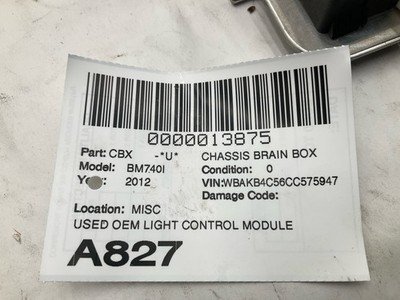 0000013875
Part: CBX -*U* CHASSIS BRAIN BOX
Model: BM740I Condition: 0
2012 VIN:WBAKB4C56CC575947
Damage Code:
Location: MISC
USED OEM LIGHT CONTROL MODULE
A827